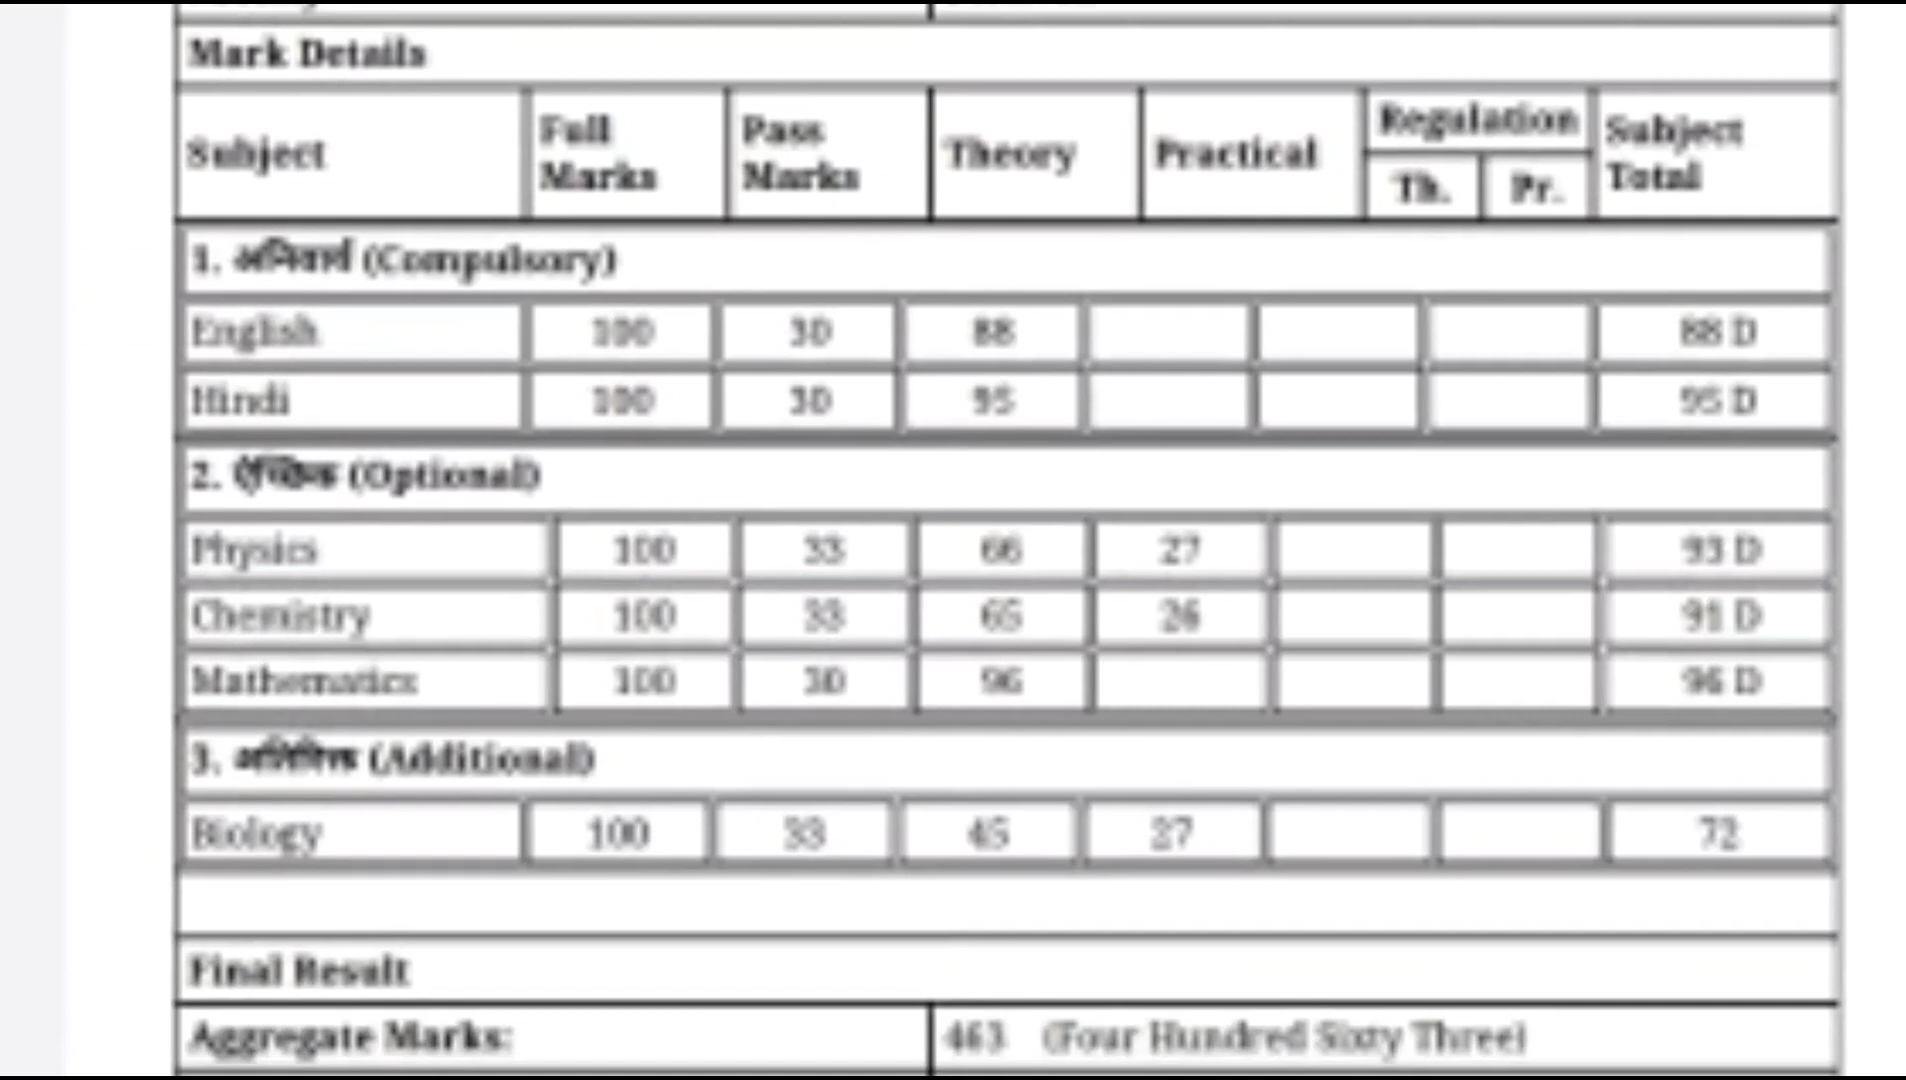 Mark Details
Subject Full Marks Pass Marks Theory Practical Regulation Th. Pr. Subject Total
1. अनिवार्य (Compulsory)
English 100 30 88 88 D
Hindi 100 30 95 95 D
2. ऐच्छिक (Optional)
Physics 100 33 66 27 93 D
Chemistry 100 33 65 26 91 D
Mathematics 100 30 96 96 D
3. अतिरिक्त (Additional)
Biology 100 33 45 27 72
Final Result
Aggregate Marks: 463 (Four Hundred Sixty Three)